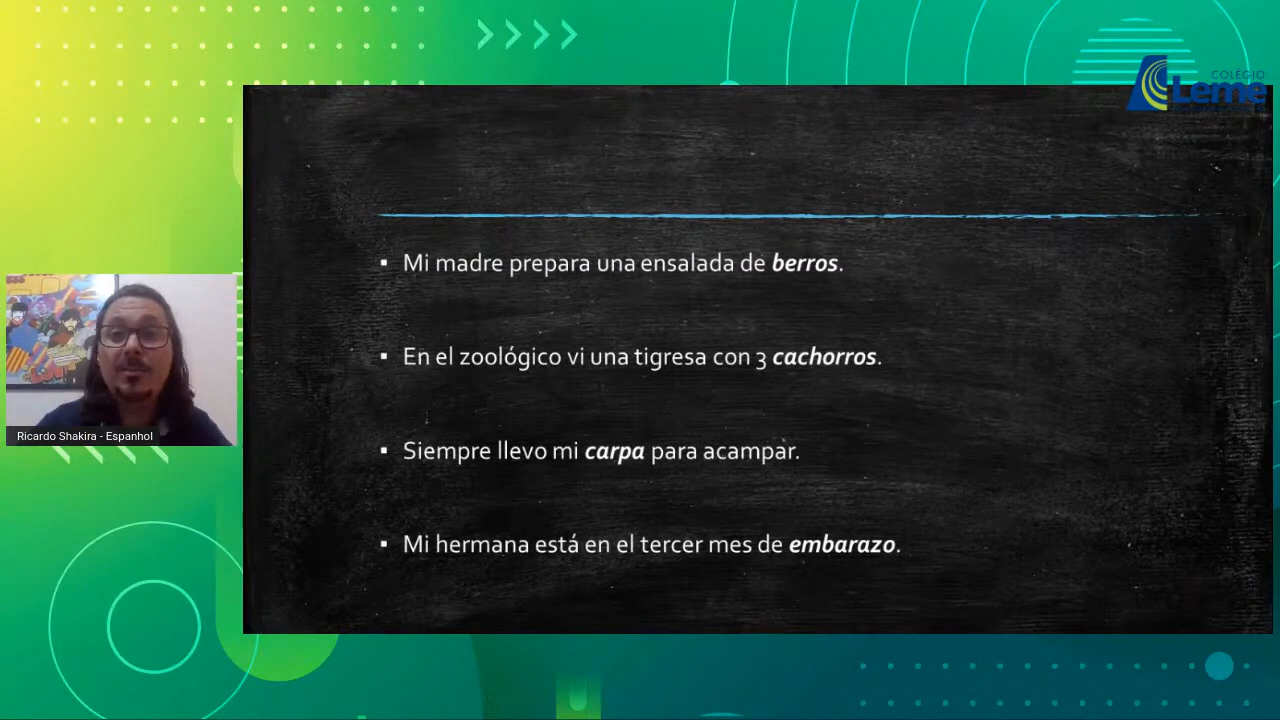 COLÉGIO
Leme
▪ Mi madre prepara una ensalada de berros.
▪ En el zoológico vi una tigresa con 3 cachorros.
▪ Siempre llevo mi carpa para acampar.
▪ Mi hermana está en el tercer mes de embarazo.
Ricardo Shakira - Espanhol